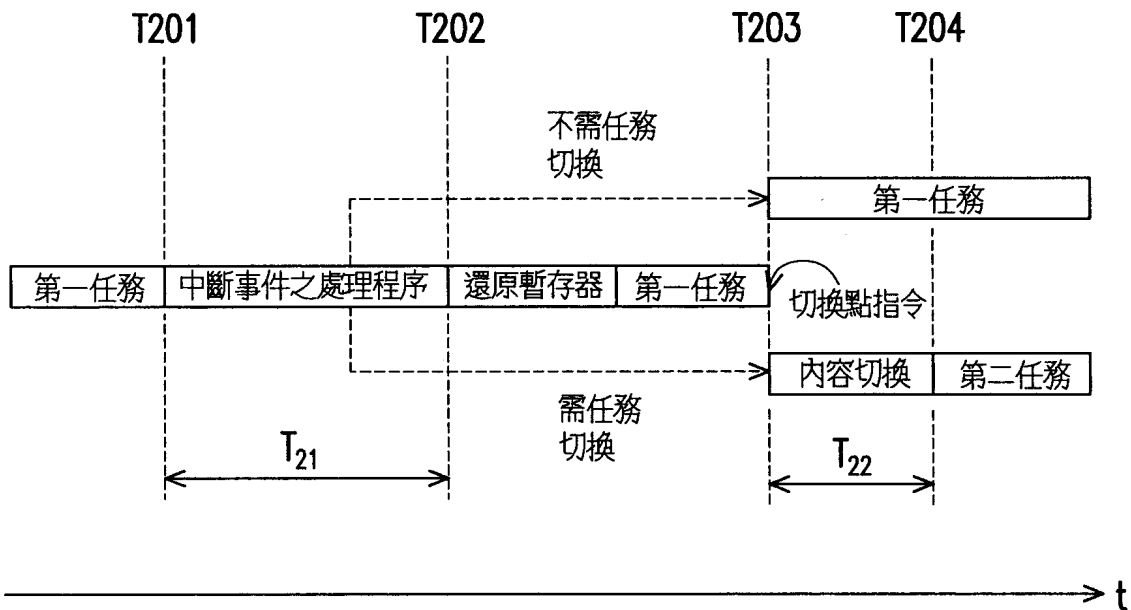 T201 T202 T203 T204
不需任務
切換
第一任務
第一任務 中斷事件之處理程序 還原暫存器 第一任務
切換點指令
內容切換 第二任務
需任務
切換
T21 T22
t